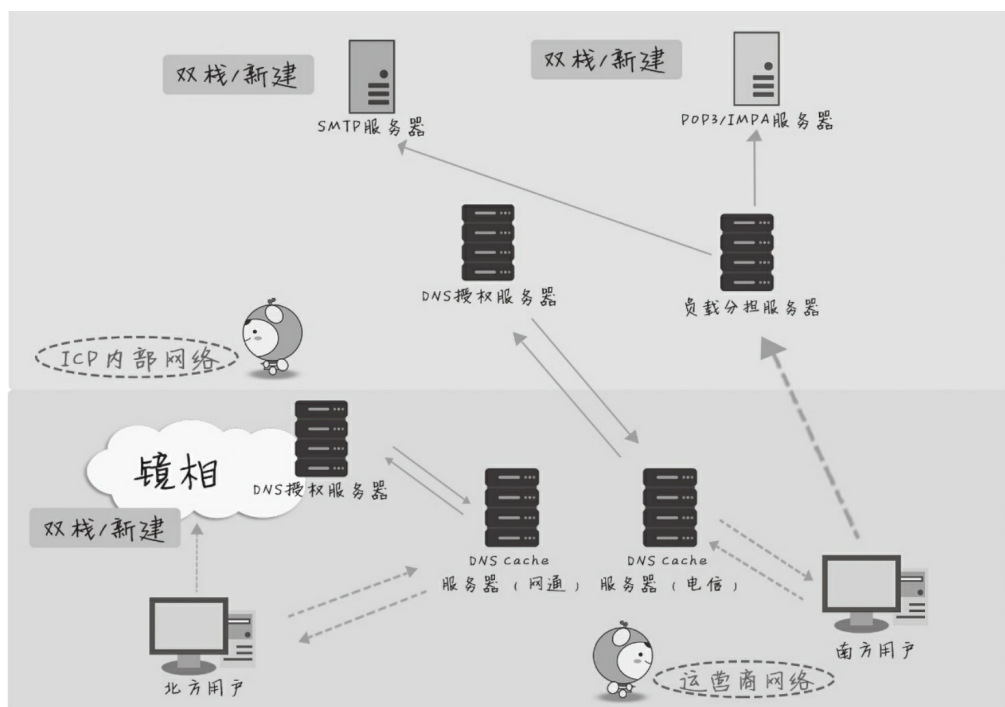 双栈/新建
SMTP服务器
双栈/新建
POP3/IMPA服务器
DNS授权服务器
负载分担服务器
ICP内部网络
镜相
DNS授权服务器
双栈/新建
DNS cache
服务器(网通)
DNS cache
服务器(电信)
北方用户
南方用户
运营商网络